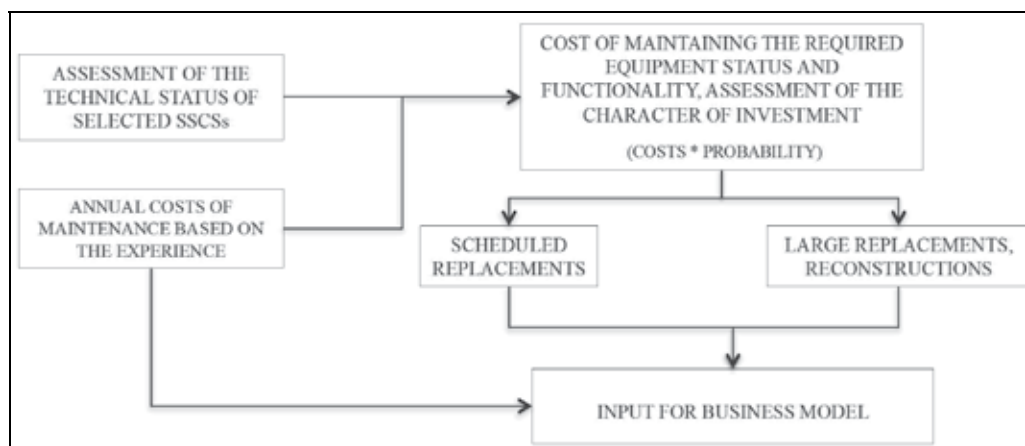 ASSESSMENT OF THE
TECHNICAL STATUS OF
SELECTED SSCSs
COST OF MAINTAINING THE REQUIRED
EQUIPMENT STATUS AND
FUNCTIONALITY, ASSESSMENT OF THE
CHARACTER OF INVESTMENT
(COSTS * PROBABILITY)
ANNUAL COSTS OF
MAINTENANCE BASED ON
THE EXPERIENCE
SCHEDULED
REPLACEMENTS
LARGE REPLACEMENTS,
RECONSTRUCTIONS
INPUT FOR BUSINESS MODEL